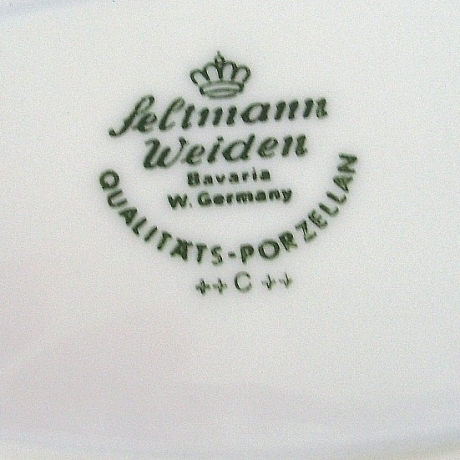 Seltmann
Weiden
Bavaria
W. Germany
QUALITÄTS-PORZELLAN
++ C ++